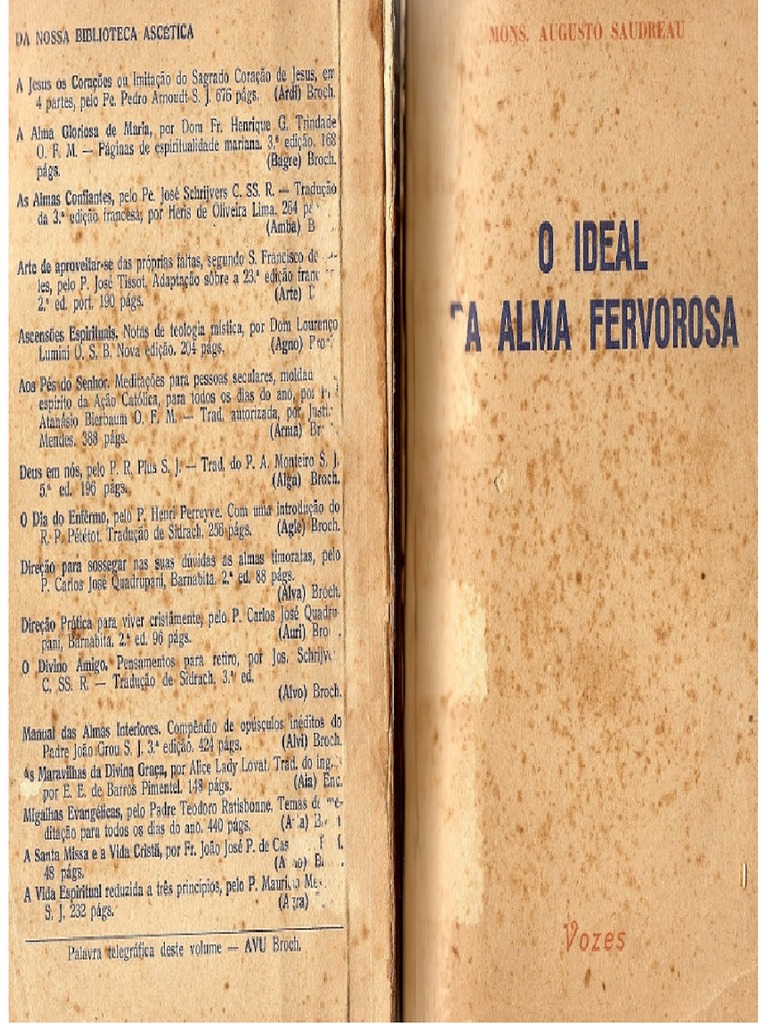 DA NOSSA BIBLIOTECA ASCÉTICA
A Jesus os Corações ou Imitação do Sagrado Coração de Jesus, em
4 partes, pelo Pe. Pedro Arnoudt S. J. 676 págs. (Ardi) Broch.
A Alma Gloriosa de Maria, por Dom Fr. Henrique G. Trindade
O. F. M. — Páginas de espiritualidade mariana. 3.ª edição. 168
págs. (Bagre) Broch.
As Almas Confiantes, pelo Pe. José Schrijvers C. SS. R. — Tradução
da 3.ª edição francesa, por Heris de Oliveira Lima. 264
(Amba) B
Arte de aproveitar-se das próprias faltas, segundo S. Francisco de
les, pelo P. José Tissot. Adaptação sôbre a 23.ª edição franc
2.ª ed. port. 190 págs. (Arte)
Ascensões Espirituais. Notas de teologia mística, por Dom Lourenço
Lumini O. S. B. Nova edição. 204 págs. (Agno)
Aos Pés do Senhor. Meditações para pessoas seculares, moldan
espírito da Ação Católica, para todos os dias do ano, por
Atanásio Bierbaum O. F. M. — Trad. autorizada, por Just
Mendes. 388 págs. (Arma) Br
Deus em nós, pelo P. R. Plus S. J. — Trad. do P. A. Monteiro S. J.
5.ª ed. 196 págs. (Alga) Broch.
O Dia do Enfêrmo, pelo P. Henri Perreyve. Com uma introdução do
R. P. Pététot. Tradução de Sidrach. 256 págs. (Agle) Broch.
Direção para sossegar nas suas dúvidas as almas timoratas, pelo
P. Carlos José Quadrupani, Barnabita. 2.ª ed. 88 págs.
(Alva) Broch.
Direção Prática para viver cristãmente, pelo P. Carlos José Quadru-
pani, Barnabita. 2.ª ed. 96 págs. (Auri) Bro
O Divino Amigo. Pensamentos para retiro, por Jos. Schrijve
C. SS. R. — Tradução de Sidrach. 3.ª ed.
(Alvo) Broch.
Manual das Almas Interiores. Compêndio de opúsculos inéditos do
Padre João Grou S. J. 3.ª edição. 424 págs. (Alvi) Broch.
As Maravilhas da Divina Graça, por Alice Lady Lovat. Trad. do ing.
por E. E. de Barros Pimentel. 148 págs. (Aia) Enc.
Migalhas Evangélicas, pelo Padre Teodoro Ratisbonne. Temas de me-
ditação para todos os dias do ano. 440 págs.
A Santa Missa e a Vida Cristã, por Fr. João José P. de Cas
48 págs.
A Vida Espiritual reduzida a três princípios, pelo P.
S. J. 232 págs.
Palavra telegráfica deste volume — AVU Broch.
MONS. AUGUSTO SAUDREAU
O IDEAL
A ALMA FERVOROSA
Vozes